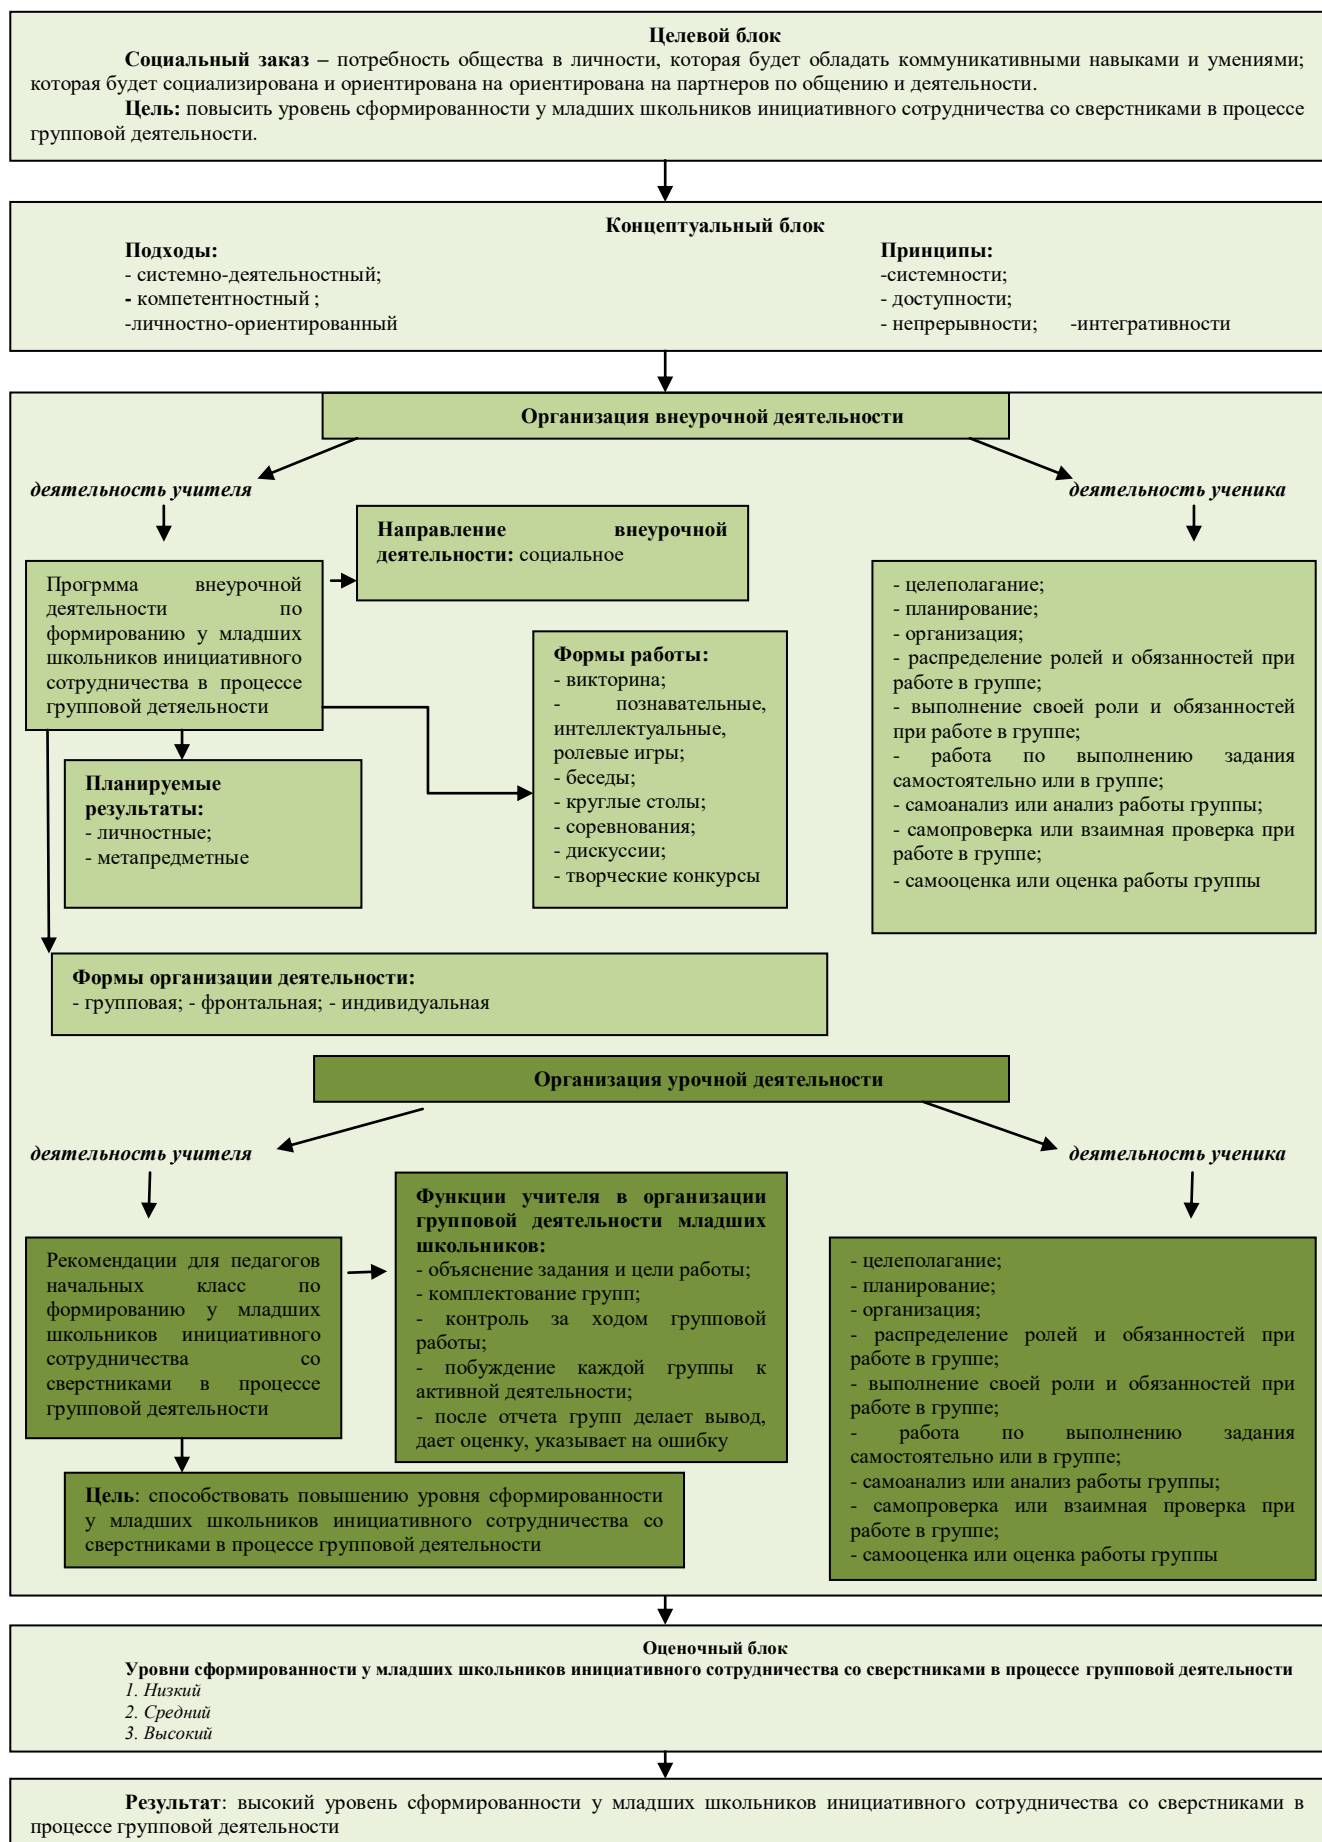 Целевой блок
Социальный заказ – потребность общества в личности, которая будет обладать коммуникативными навыками и умениями;
которая будет социализирована и ориентирована на ориентирована на партнеров по общению и деятельности.
Цель: повысить уровень сформированности у младших школьников инициативного сотрудничества со сверстниками в процессе
групповой деятельности.
Концептуальный блок
Подходы:
- системно-деятельностный;
- компетентностный ;
-личностно-ориентированный
Принципы:
-системности;
- доступности;
- непрерывности; -интегративности
Организация внеурочной деятельности
деятельность учителя
деятельность ученика
Направление внеурочной
деятельности: социальное
Прогрмма внеурочной
деятельности по
формированию у младших
школьников инициативного
сотрудничества в процессе
групповой детяельности
Формы работы:
- викторина;
- познавательные,
интеллектуальные,
ролевые игры;
- беседы;
- круглые столы;
- соревнования;
- дискуссии;
- творческие конкурсы
- целеполагание;
- планирование;
- организация;
- распределение ролей и обязанностей при
работе в группе;
- выполнение своей роли и обязанностей
при работе в группе;
- работа по выполнению задания
самостоятельно или в группе;
- самоанализ или анализ работы группы;
- самопроверка или взаимная проверка при
работе в группе;
- самооценка или оценка работы группы
Планируемые
результаты:
- личностные;
- метапредметные
Формы организации деятельности:
- групповая; - фронтальная; - индивидуальная
Организация урочной деятельности
деятельность учителя
деятельность ученика
Рекомендации для педагогов
начальных класс по
формированию у младших
школьников инициативного
сотрудничества со
сверстниками в процессе
групповой деятельности
Функции учителя в организации
групповой деятельности младших
школьников:
- объяснение задания и цели работы;
- комплектование групп;
- контроль за ходом групповой
работы;
- побуждение каждой группы к
активной деятельности;
- после отчета групп делает вывод,
дает оценку, указывает на ошибку
- целеполагание;
- планирование;
- организация;
- распределение ролей и обязанностей при
работе в группе;
- выполнение своей роли и обязанностей при
работе в группе;
- работа по выполнению задания
самостоятельно или в группе;
- самоанализ или анализ работы группы;
- самопроверка или взаимная проверка при
работе в группе;
- самооценка или оценка работы группы
Цель: способствовать повышению уровня сформированности
у младших школьников инициативного сотрудничества со
сверстниками в процессе групповой деятельности
Оценочный блок
Уровни сформированности у младших школьников инициативного сотрудничества со сверстниками в процессе групповой деятельности
1. Низкий
2. Средний
3. Высокий
Результат: высокий уровень сформированности у младших школьников инициативного сотрудничества со сверстниками в
процессе групповой деятельности